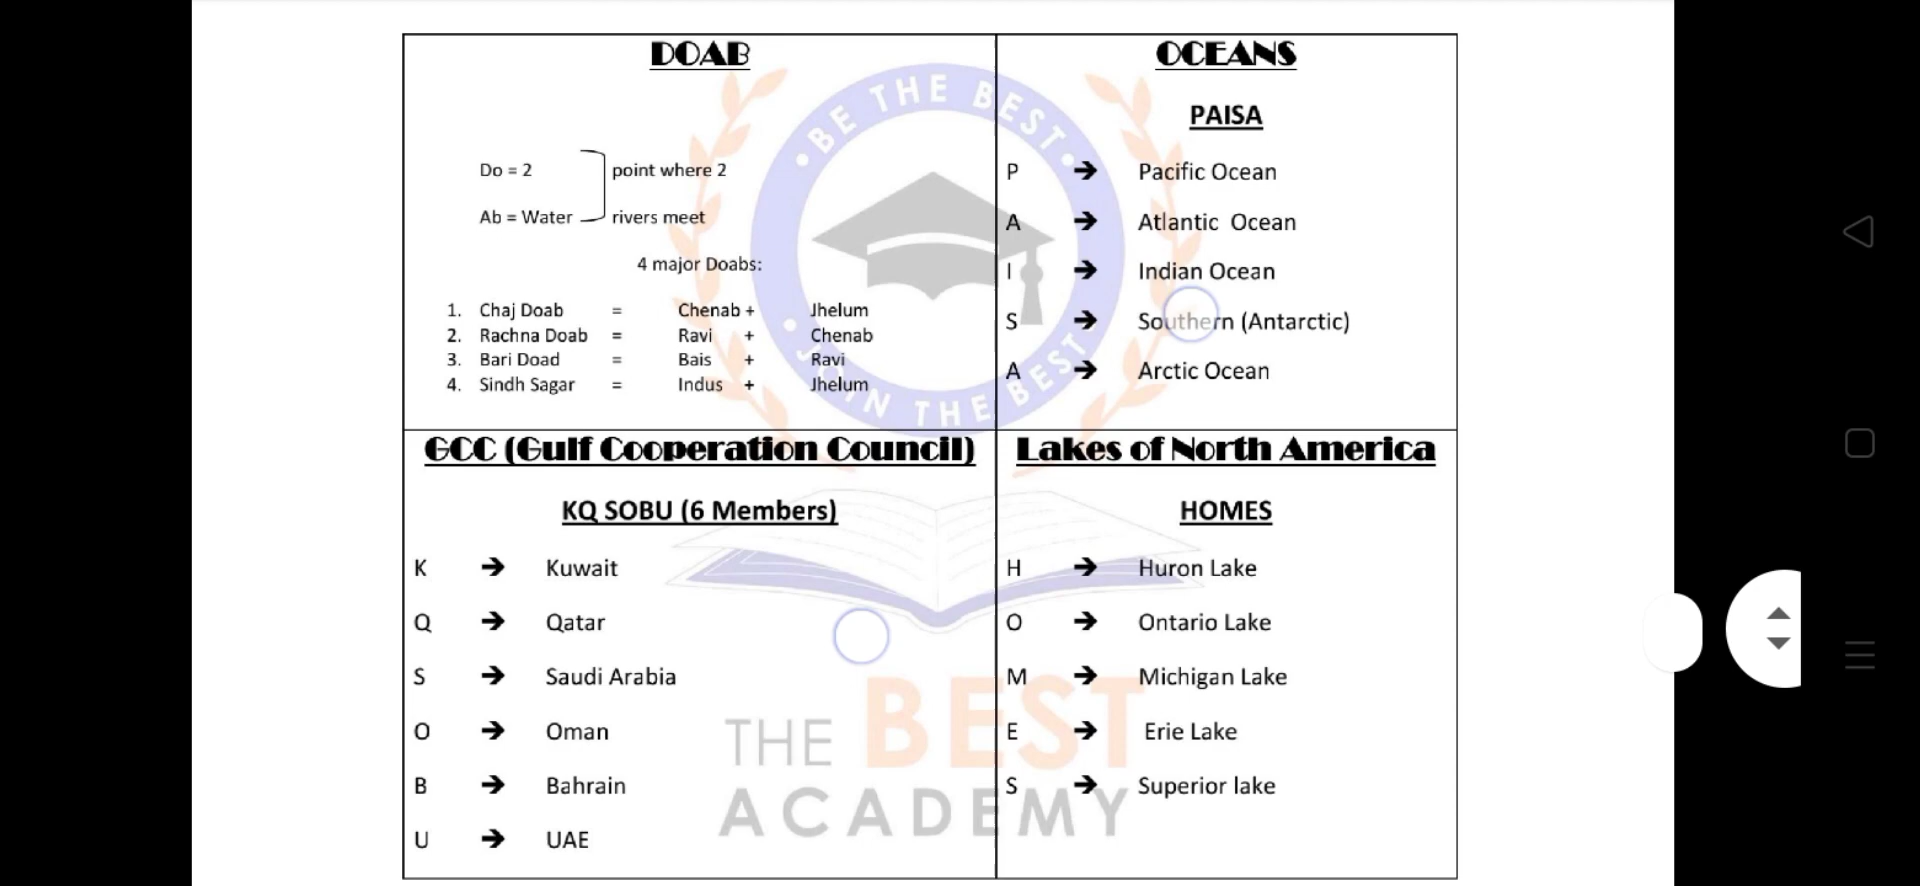 DOAB
Do = 2 point where 2
Ab = Water rivers meet
4 major Doabs:
1. Chaj Doab = Chenab + Jhelum
2. Rachna Doab = Ravi + Chenab
3. Bari Doad = Bais + Ravi
4. Sindh Sagar = Indus + Jhelum
OCEANS
PAISA
P → Pacific Ocean
A → Atlantic Ocean
I → Indian Ocean
S → Southern (Antarctic)
A → Arctic Ocean
GCC (Gulf Cooperation Council)
KQ SOBU (6 Members)
K → Kuwait
Q → Qatar
S → Saudi Arabia
O → Oman
B → Bahrain
U → UAE
Lakes of North America
HOMES
H → Huron Lake
O → Ontario Lake
M → Michigan Lake
E → Erie Lake
S → Superior lake
BE THE BEST
JOIN THE BEST
THE BEST
ACADEMY